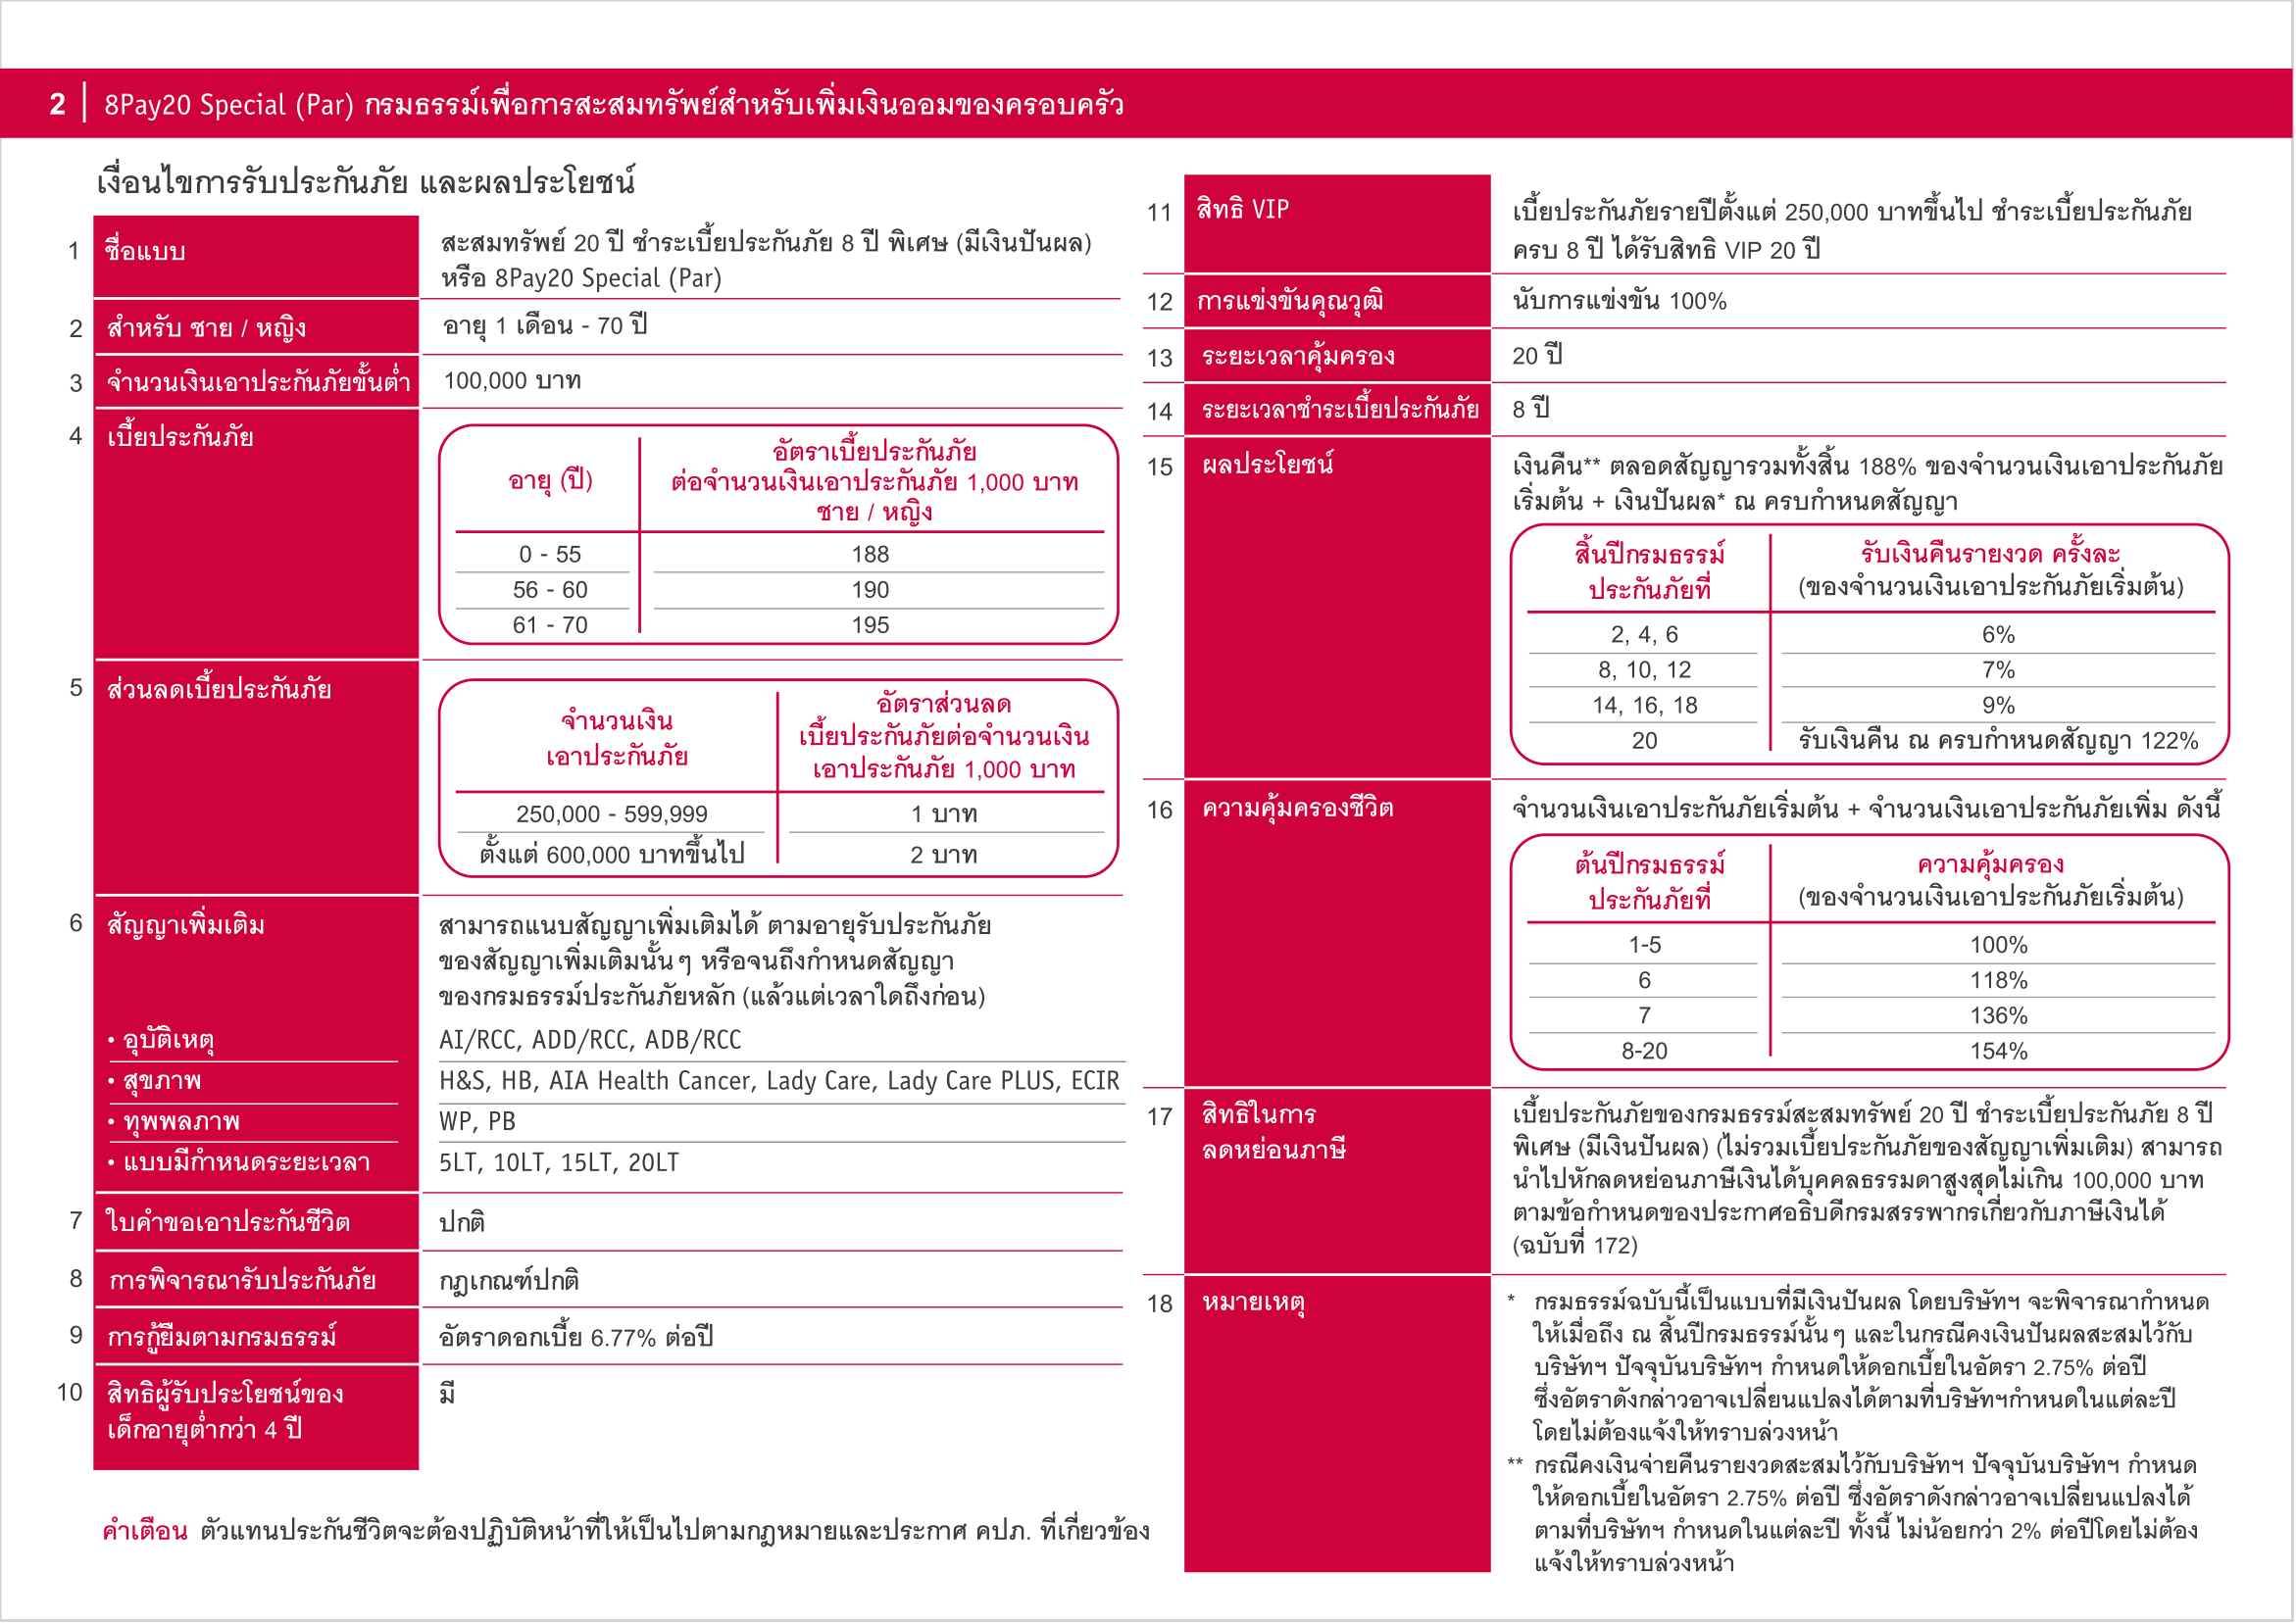 2 | 8Pay20 Special (Par) กรมธรรม์เพื่อการสะสมทรัพย์สำหรับเพิ่มเงินออมของครอบครัว
เงื่อนไขการรับประกันภัย และผลประโยชน์
1 ชื่อแบบ สะสมทรัพย์ 20 ปี ชำระเบี้ยประกันภัย 8 ปี พิเศษ (มีเงินปันผล)
หรือ 8Pay20 Special (Par)
2 สำหรับ ชาย / หญิง อายุ 1 เดือน - 70 ปี
3 จำนวนเงินเอาประกันภัยขั้นต่ำ 100,000 บาท
4 เบี้ยประกันภัย
อายุ (ปี)
อัตราเบี้ยประกันภัย
ต่อจำนวนเงินเอาประกันภัย 1,000 บาท
ชาย / หญิง
0 - 55 188
56 - 60 190
61 - 70 195
5 ส่วนลดเบี้ยประกันภัย
จำนวนเงิน
เอาประกันภัย
อัตราส่วนลด
เบี้ยประกันภัยต่อจำนวนเงิน
เอาประกันภัย 1,000 บาท
250,000 - 599,999 1 บาท
ตั้งแต่ 600,000 บาทขึ้นไป 2 บาท
6 สัญญาเพิ่มเติม สามารถแนบสัญญาเพิ่มเติมได้ ตามอายุรับประกันภัย
ของสัญญาเพิ่มเติมนั้นๆ หรือจนถึงกำหนดสัญญา
ของกรมธรรม์ประกันภัยหลัก (แล้วแต่เวลาใดถึงก่อน)
• อุบัติเหตุ AI/RCC, ADD/RCC, ADB/RCC
• สุขภาพ H&S, HB, AIA Health Cancer, Lady Care, Lady Care PLUS, ECIR
• ทุพพลภาพ WP, PB
• แบบมีกำหนดระยะเวลา 5LT, 10LT, 15LT, 20LT
7 ใบคำขอเอาประกันชีวิต ปกติ
8 การพิจารณารับประกันภัย กฎเกณฑ์ปกติ
9 การกู้ยืมตามกรมธรรม์ อัตราดอกเบี้ย 6.77% ต่อปี
10 สิทธิผู้รับประโยชน์ของ มี
เด็กอายุต่ำกว่า 4 ปี
คำเตือน ตัวแทนประกันชีวิตจะต้องปฏิบัติหน้าที่ให้เป็นไปตามกฎหมายและประกาศ คปภ. ที่เกี่ยวข้อง
11 สิทธิ VIP เบี้ยประกันภัยรายปีตั้งแต่ 250,000 บาทขึ้นไป ชำระเบี้ยประกันภัย
ครบ 8 ปี ได้รับสิทธิ VIP 20 ปี
12 การแข่งขันคุณวุฒิ นับการแข่งขัน 100%
13 ระยะเวลาคุ้มครอง 20 ปี
14 ระยะเวลาชำระเบี้ยประกันภัย 8 ปี
15 ผลประโยชน์ เงินคืน** ตลอดสัญญารวมทั้งสิ้น 188% ของจำนวนเงินเอาประกันภัย
เริ่มต้น + เงินปันผล* ณ ครบกำหนดสัญญา
สิ้นปีกรมธรรม์
ประกันภัยที่
รับเงินคืนรายงวด ครั้งละ
(ของจำนวนเงินเอาประกันภัยเริ่มต้น)
2, 4, 6 6%
8, 10, 12 7%
14, 16, 18 9%
20 รับเงินคืน ณ ครบกำหนดสัญญา 122%
16 ความคุ้มครองชีวิต จำนวนเงินเอาประกันภัยเริ่มต้น + จำนวนเงินเอาประกันภัยเพิ่ม ดังนี้
ต้นปีกรมธรรม์
ประกันภัยที่
ความคุ้มครอง
(ของจำนวนเงินเอาประกันภัยเริ่มต้น)
1-5 100%
6 118%
7 136%
8-20 154%
17 สิทธิในการ
ลดหย่อนภาษี
เบี้ยประกันภัยของกรมธรรม์สะสมทรัพย์ 20 ปี ชำระเบี้ยประกันภัย 8 ปี
พิเศษ (มีเงินปันผล) (ไม่รวมเบี้ยประกันภัยของสัญญาเพิ่มเติม) สามารถ
นำไปหักลดหย่อนภาษีเงินได้บุคคลธรรมดาสูงสุดไม่เกิน 100,000 บาท
ตามข้อกำหนดของประกาศอธิบดีกรมสรรพากรเกี่ยวกับภาษีเงินได้
(ฉบับที่ 172)
18 หมายเหตุ
* กรมธรรม์ฉบับนี้เป็นแบบที่มีเงินปันผล โดยบริษัทฯ จะพิจารณากำหนด
ให้เมื่อถึง ณ สิ้นปีกรมธรรม์นั้นๆ และในกรณีคงเงินปันผลสะสมไว้กับ
บริษัทฯ ปัจจุบันบริษัทฯ กำหนดให้ดอกเบี้ยในอัตรา 2.75% ต่อปี
ซึ่งอัตราดังกล่าวอาจเปลี่ยนแปลงได้ตามที่บริษัทฯกำหนดในแต่ละปี
โดยไม่ต้องแจ้งให้ทราบล่วงหน้า
** กรณีคงเงินจ่ายคืนรายงวดสะสมไว้กับบริษัทฯ ปัจจุบันบริษัทฯ กำหนด
ให้ดอกเบี้ยในอัตรา 2.75% ต่อปี ซึ่งอัตราดังกล่าวอาจเปลี่ยนแปลงได้
ตามที่บริษัทฯ กำหนดในแต่ละปี ทั้งนี้ ไม่น้อยกว่า 2% ต่อปีโดยไม่ต้อง
แจ้งให้ทราบล่วงหน้า